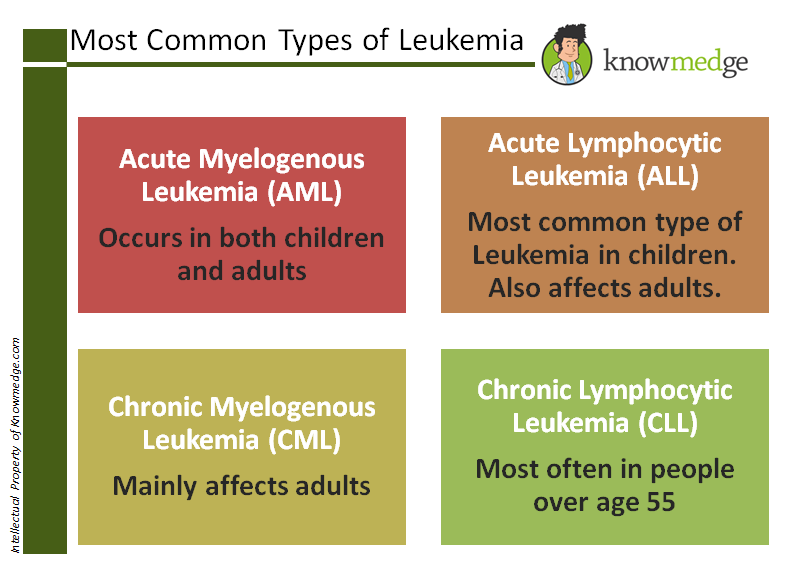 Most Common Types of Leukemia
knowmedge
Acute Myelogenous
Leukemia (AML)
Occurs in both children
and adults
Acute Lymphocytic
Leukemia (ALL)
Most common type of
Leukemia in children.
Also affects adults.
Chronic Myelogenous
Leukemia (CML)
Mainly affects adults
Chronic Lymphocytic
Leukemia (CLL)
Most often in people
over age 55
Intellectual Property of Knowmedge.com